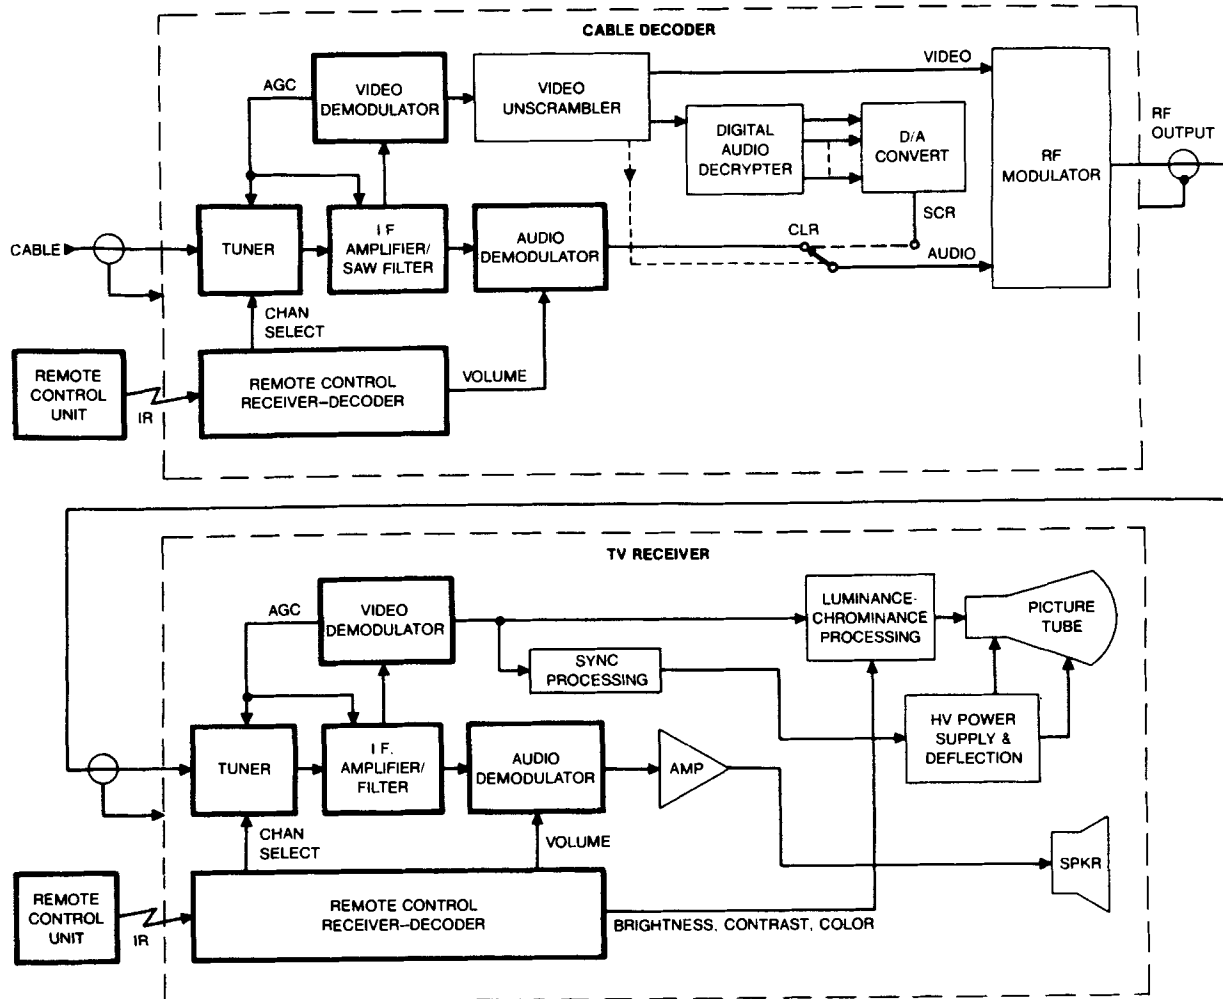 CABLE DECODER
AGC
VIDEO
DEMODULATOR
VIDEO
UNSCRAMBLER
VIDEO
DIGITAL
AUDIO
DECRYPTER
D/A
CONVERT
RF
MODULATOR
RF
OUTPUT
CABLE
TUNER
I F
AMPLIFIER/
SAW FILTER
AUDIO
DEMODULATOR
CLR
SCR
AUDIO
CHAN
SELECT
REMOTE
CONTROL
UNIT
IR
REMOTE CONTROL
RECEIVER–DECODER
VOLUME
TV RECEIVER
AGC
VIDEO
DEMODULATOR
SYNC
PROCESSING
LUMINANCE-
CHROMINANCE
PROCESSING
PICTURE
TUBE
HV POWER
SUPPLY &
DEFLECTION
TUNER
I F.
AMPLIFIER/
FILTER
AUDIO
DEMODULATOR
AMP
CHAN
SELECT
VOLUME
SPKR
REMOTE
CONTROL
UNIT
IR
REMOTE CONTROL
RECEIVER–DECODER
BRIGHTNESS, CONTRAST, COLOR